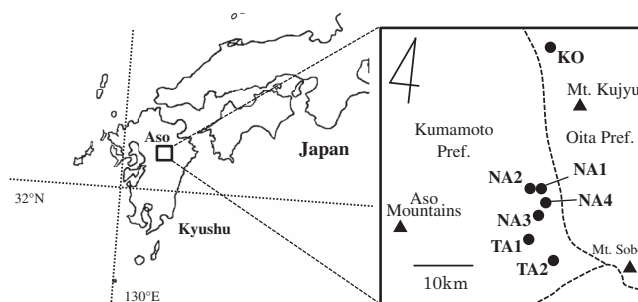 Aso
Japan
32°N
Kyushu
130°E
KO
Mt. Kujyu
Kumamoto
Pref.
Oita Pref.
NA2
NA1
NA4
Aso
Mountains
NA3
TA1
Mt. Sobo
TA2
10km